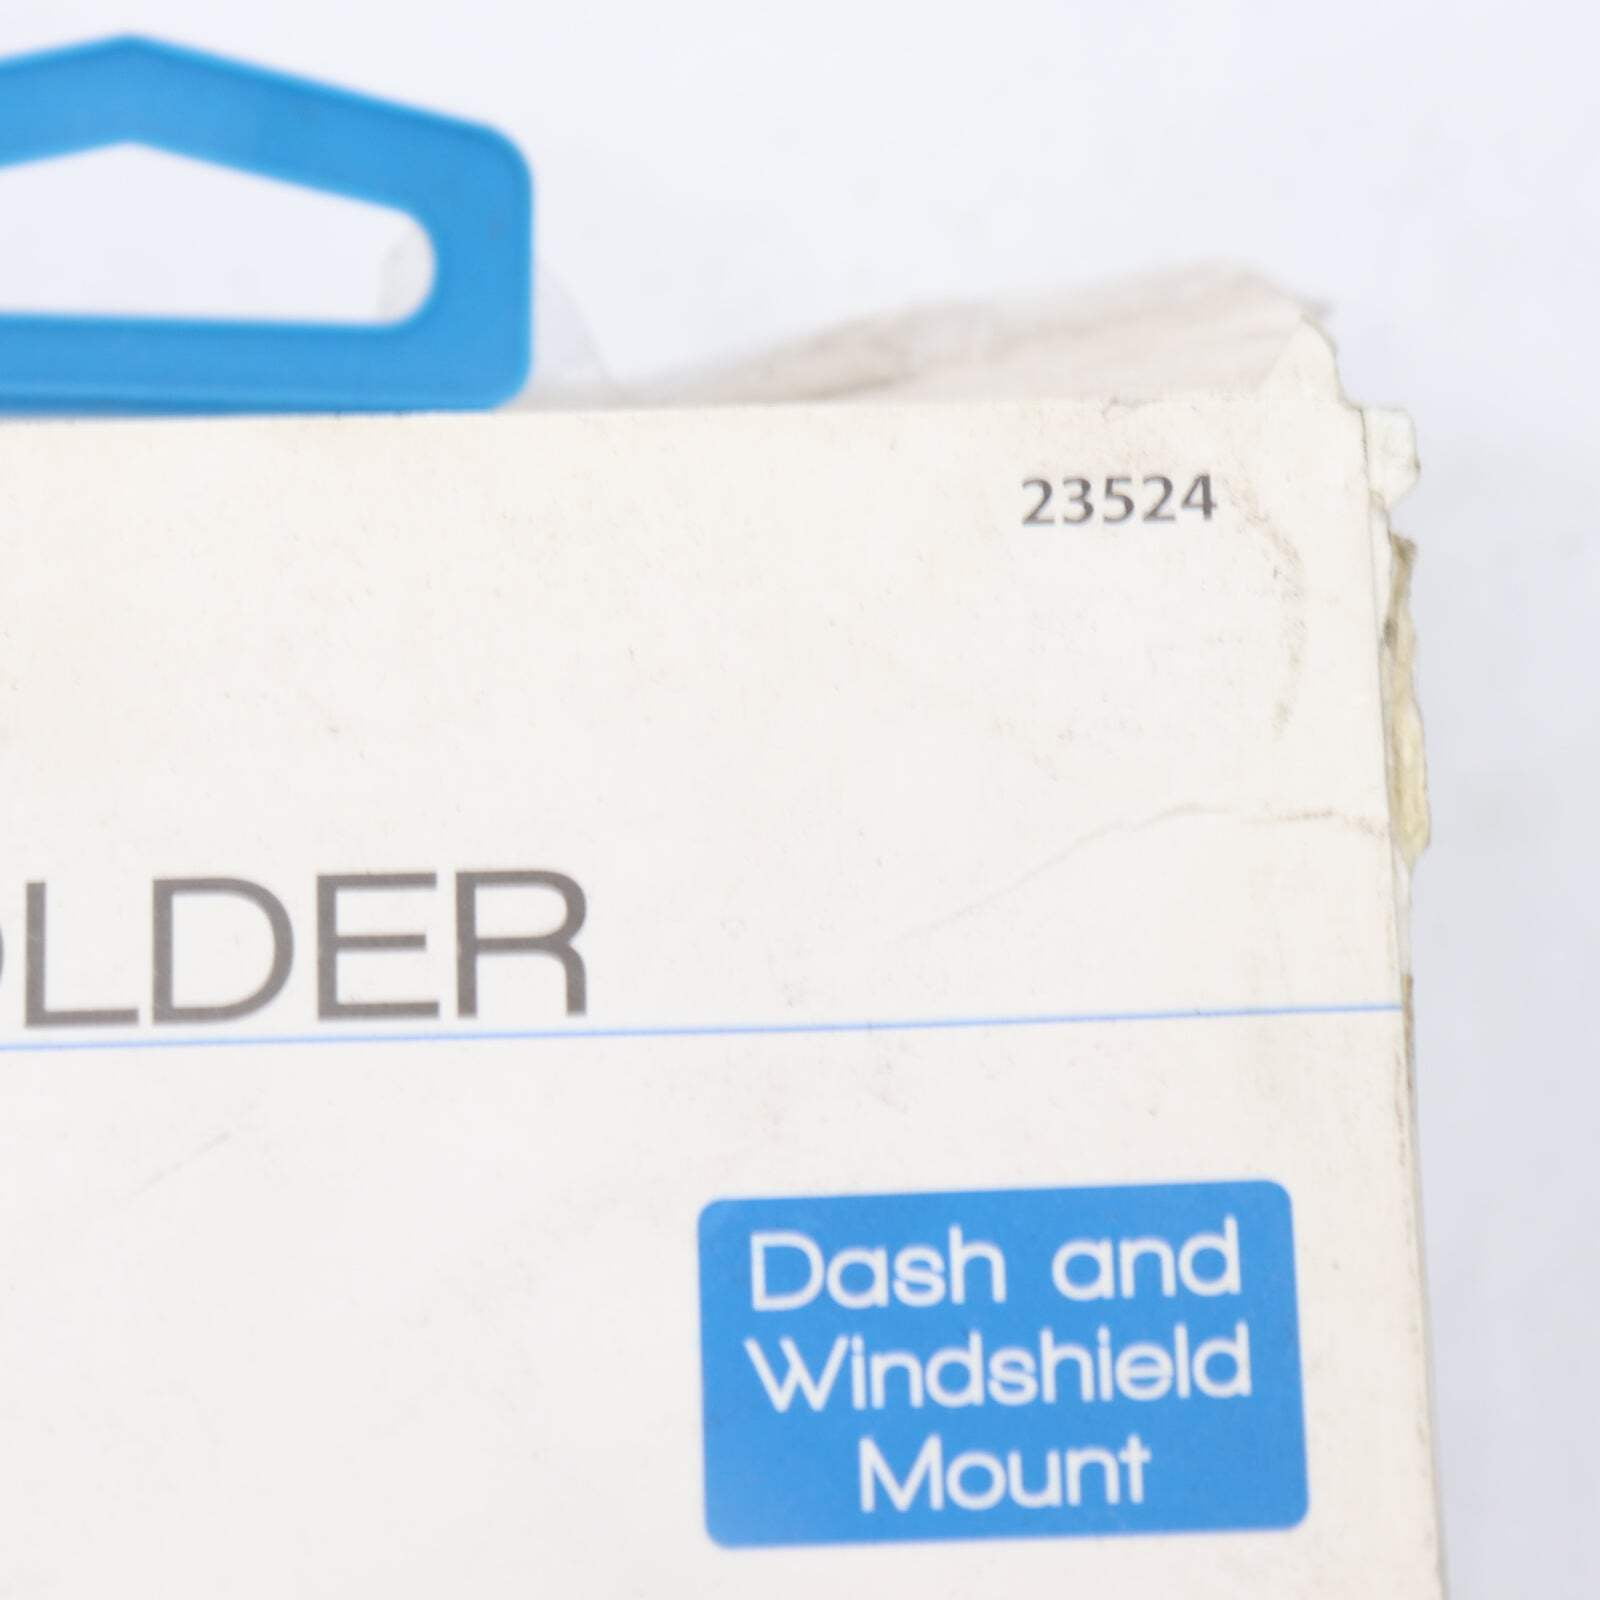 23524
OLDER
Dash and
Windshield
Mount